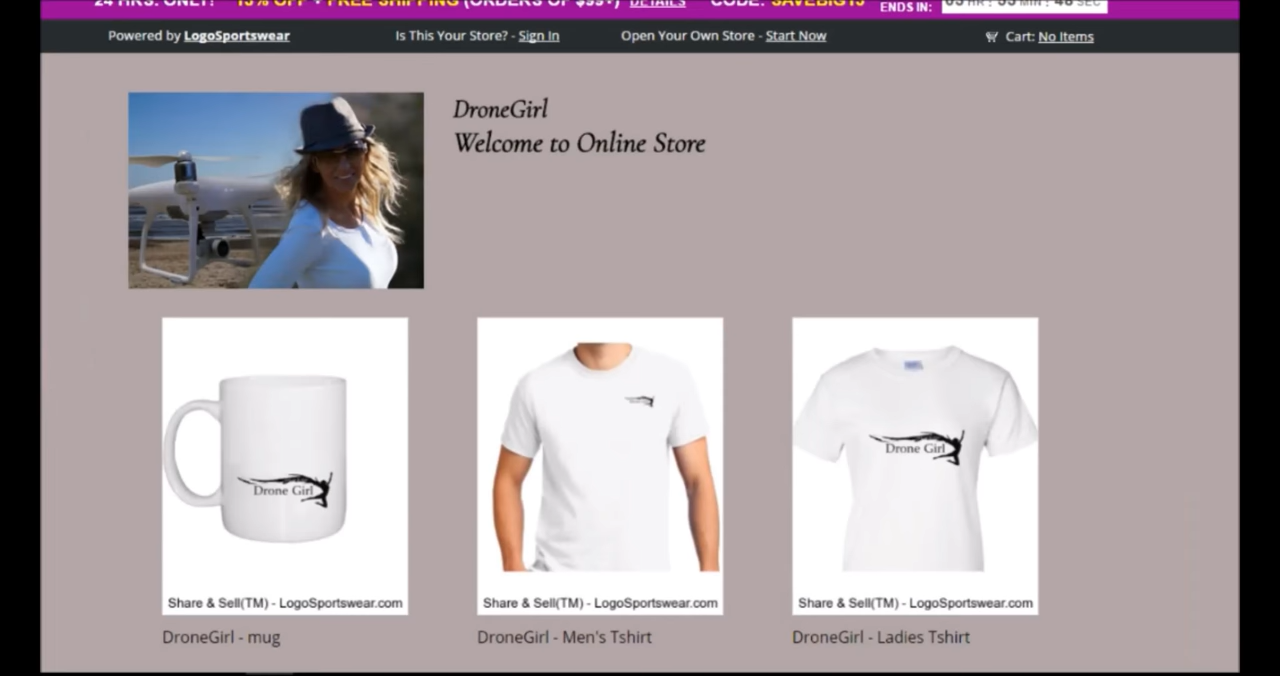 24 HRS. ONLY! 15% OFF + FREE SHIPPING (ORDERS OF $99+) DETAILS CODE: SAVEBIG15 ENDS IN: HR : MIN : SEC
Powered by LogoSportswear Is This Your Store? - Sign In Open Your Own Store - Start Now Cart: No Items
DroneGirl
Welcome to Online Store
Drone Girl
Drone Girl
Share & Sell(TM) - LogoSportswear.com Share & Sell(TM) - LogoSportswear.com Share & Sell(TM) - LogoSportswear.com
DroneGirl - mug DroneGirl - Men's Tshirt DroneGirl - Ladies Tshirt